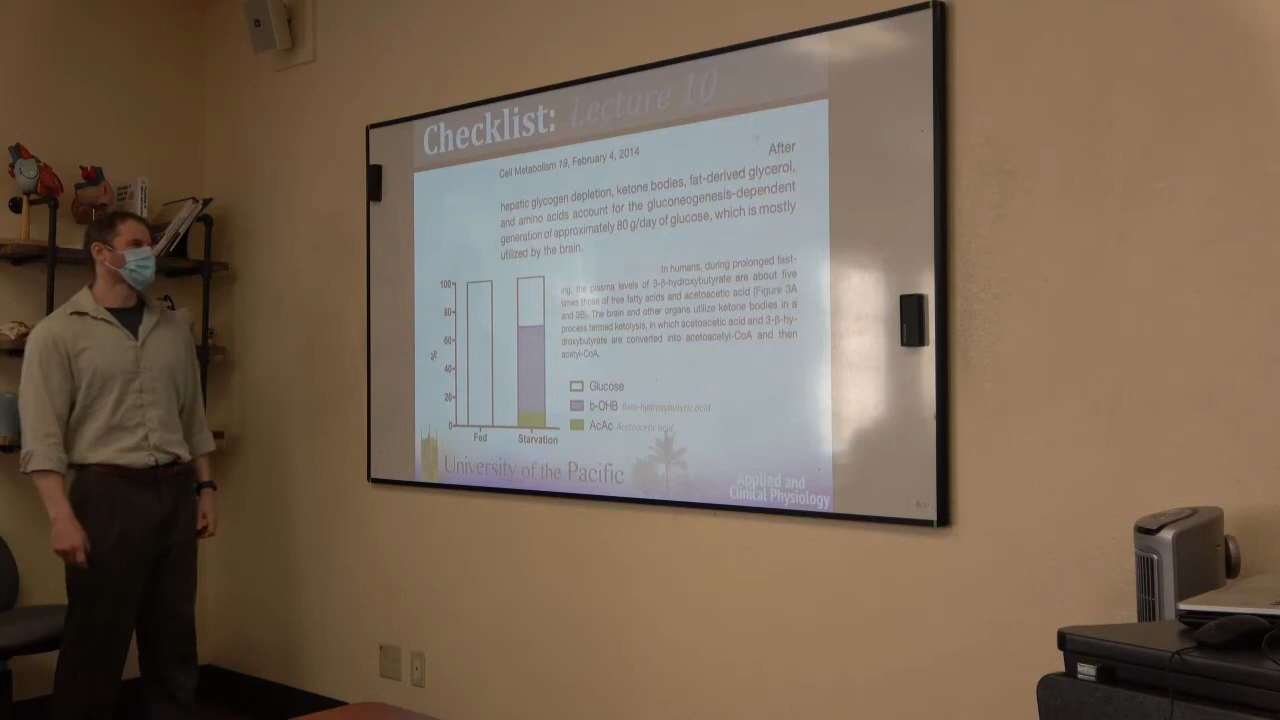 Checklist: Lecture 10
Cell Metabolism 19, February 4, 2014
After
hepatic glycogen depletion, ketone bodies, fat-derived glycerol,
and amino acids account for the gluconeogenesis-dependent
generation of approximately 80 g/day of glucose, which is mostly
utilized by the brain.
In humans, during prolonged fast-
ing, the plasma levels of 3-β-hydroxybutyrate are about five
times those of free fatty acids and acetoacetic acid (Figure 3A
and 3B). The brain and other organs utilize ketone bodies in a
process termed ketolysis, in which acetoacetic acid and 3-β-hy-
droxybutyrate are converted into acetoacetyl-CoA and then
acetyl-CoA.
100
80
60
40
20
0
%
Fed
Starvation
Glucose
b-OHB Beta-hydroxybutyric acid
AcAc Acetoacetic acid
University of the Pacific
Applied and
Clinical Physiology